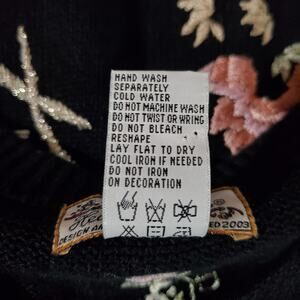 HAND WASH
SEPARATELY
COLD WATER
DO NOT MACHINE WASH
DO NOT TWIST OR WRING
DO NOT BLEACH
RESHAPE
LAY FLAT TO DRY
COOL IRON IF NEEDED
DO NOT IRON
ON DECORATION
DESIGN
2003